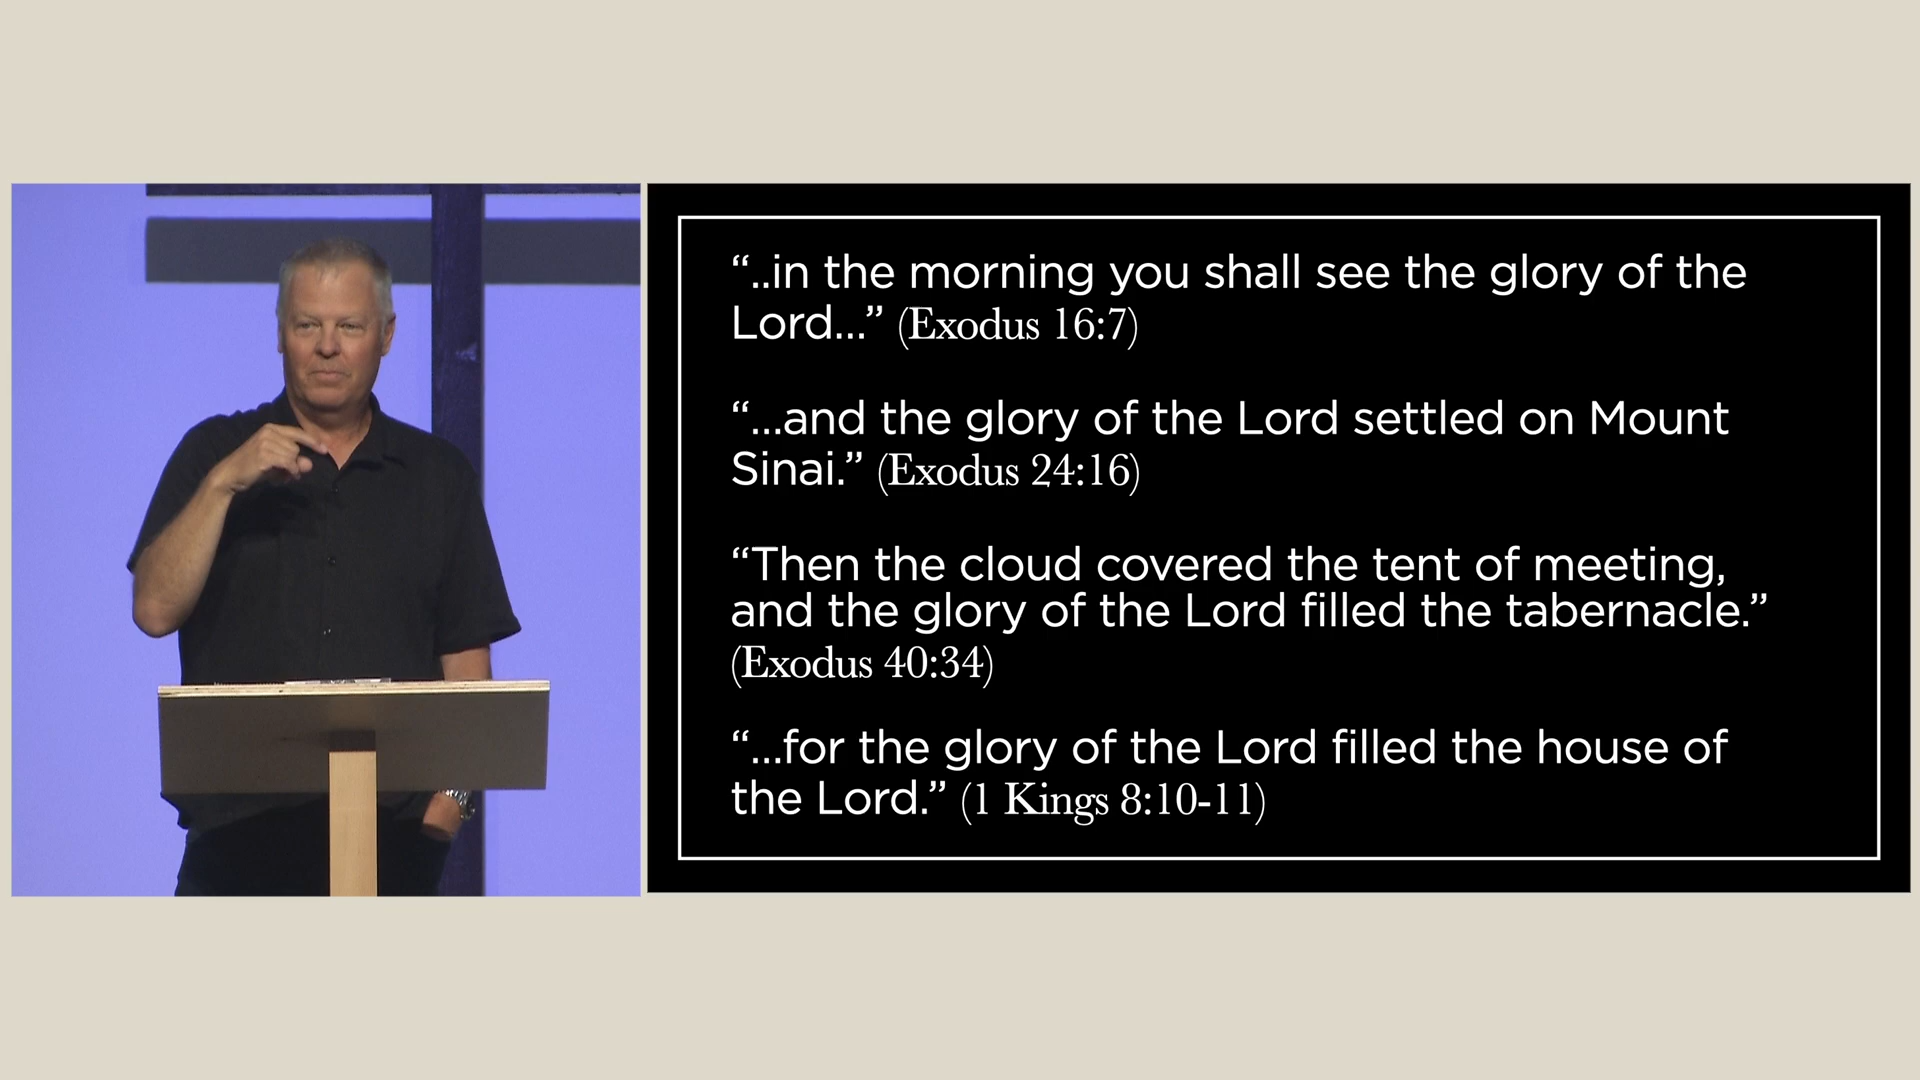 “..in the morning you shall see the glory of the
Lord...” (Exodus 16:7)
“...and the glory of the Lord settled on Mount
Sinai.” (Exodus 24:16)
“Then the cloud covered the tent of meeting,
and the glory of the Lord filled the tabernacle.”
(Exodus 40:34)
“...for the glory of the Lord filled the house of
the Lord.” (1 Kings 8:10-11)